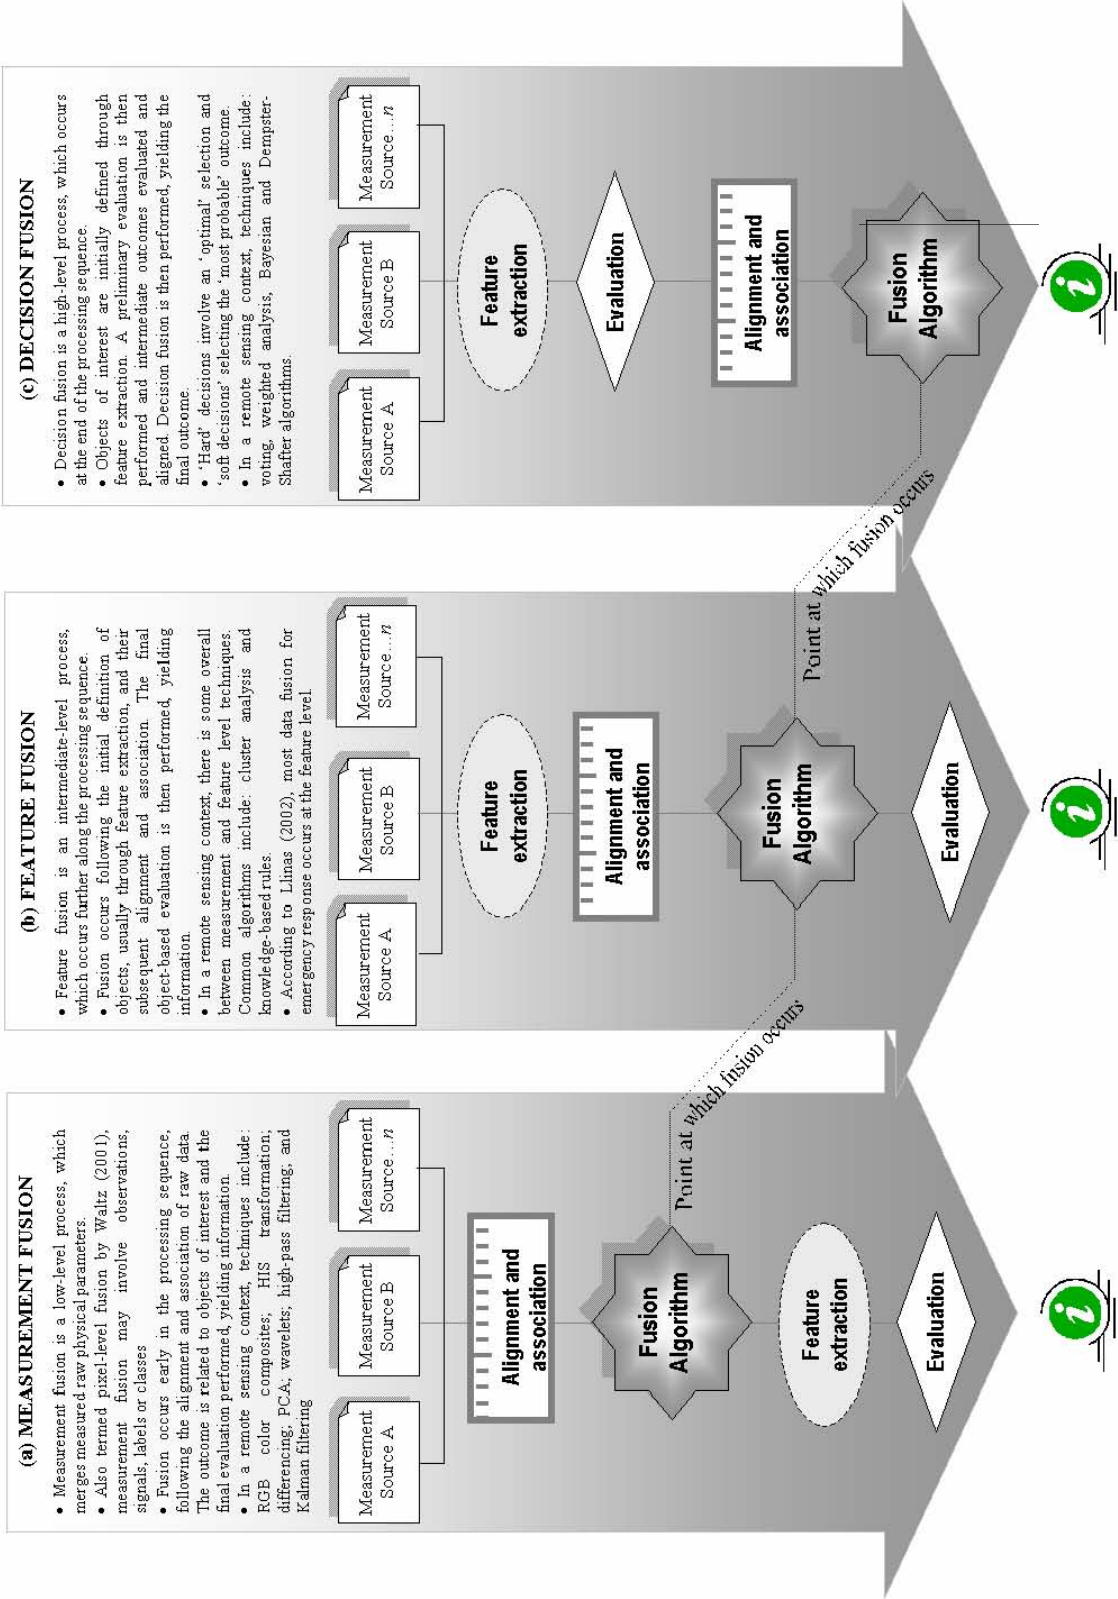 (a) MEASUREMENT FUSION
• Measurement fusion is a low-level process, which
merges measured raw physical parameters.
• Also termed pixel-level fusion by Waltz (2001),
measurement fusion may involve observations,
signals, labels or classes
• Fusion occurs early in the processing sequence,
following the alignment and association of raw data.
The outcome is related to objects of interest and the
final evaluation performed, yielding information.
• In a remote sensing context, techniques include:
RGB color composites; HIS transformation;
differencing, PCA; wavelets; high-pass filtering; and
Kalman filtering
Measurement
Source A
Measurement
Source B
Measurement
Source...n
Alignment and
association
Fusion
Algorithm
Feature
extraction
Evaluation
i
Point at which fusion occurs
(b) FEATURE FUSION
• Feature fusion is an intermediate-level process,
which occurs further along the processing sequence.
• Fusion occurs following the initial definition of
objects, usually through feature extraction, and their
subsequent alignment and association. The final
object-based evaluation is then performed, yielding
information.
• In a remote sensing context, there is some overall
between measurement and feature level techniques.
Common algorithms include: cluster analysis and
knowledge-based rules.
• According to Llinas (2002), most data fusion for
emergency response occurs at the feature level
Measurement
Source A
Measurement
Source B
Measurement
Source...n
Feature
extraction
Alignment and
association
Fusion
Algorithm
Evaluation
i
Point at which fusion occurs
(c) DECISION FUSION
• Decision fusion is a high-level process, which occurs
at the end of the processing sequence.
• Objects of interest are initially defined through
feature extraction. A preliminary evaluation is then
performed and intermediate outcomes evaluated and
aligned. Decision fusion is then performed, yielding the
final outcome.
• 'Hard' decisions involve an 'optimal' selection and
'soft decisions' selecting the 'most probable' outcome.
• In a remote sensing context, techniques include:
voting, weighted analysis, Bayesian and Dempster-
Shafter algorithms.
Measurement
Source A
Measurement
Source B
Measurement
Source...n
Feature
extraction
Evaluation
Alignment and
association
Fusion
Algorithm
i